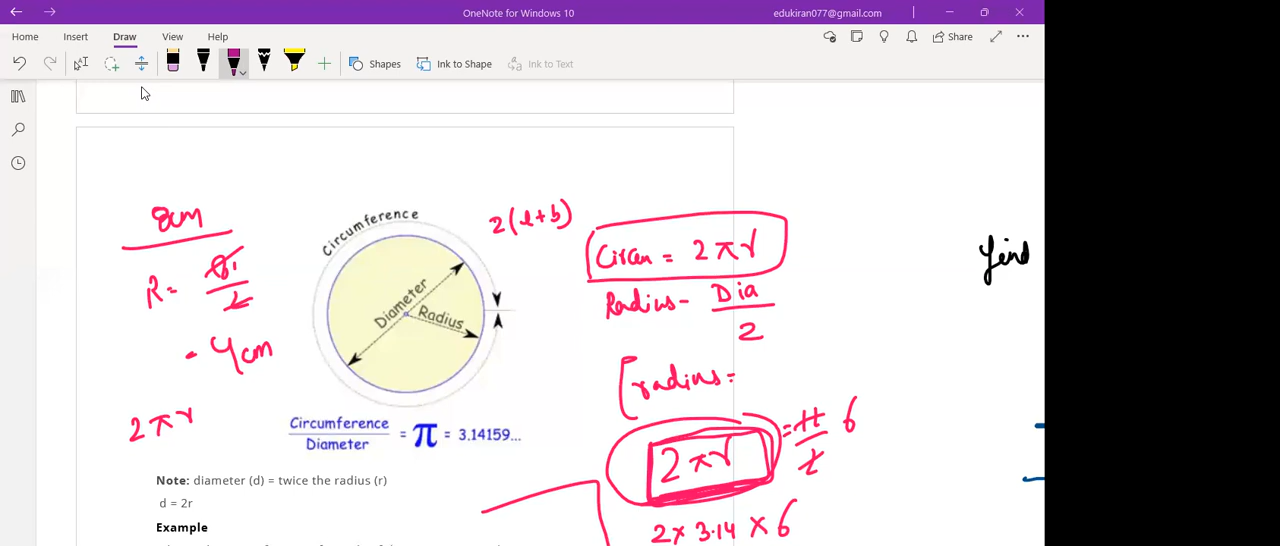 OneNote for Windows 10
edukiran077@gmail.com
Home Insert Draw View Help
Share
Shapes
Ink to Shape
Ink to Text
8cm
R =
= 4cm
2πr
Circumference
Diameter
Radius
Circumference
Diameter
= π = 3.14159...
Note: diameter (d) = twice the radius (r)
d = 2r
Example
2(l+b)
Circum = 2πr
Radius - Dia
2
[radius =
2πr
6
2 x 3.14 x 6
find